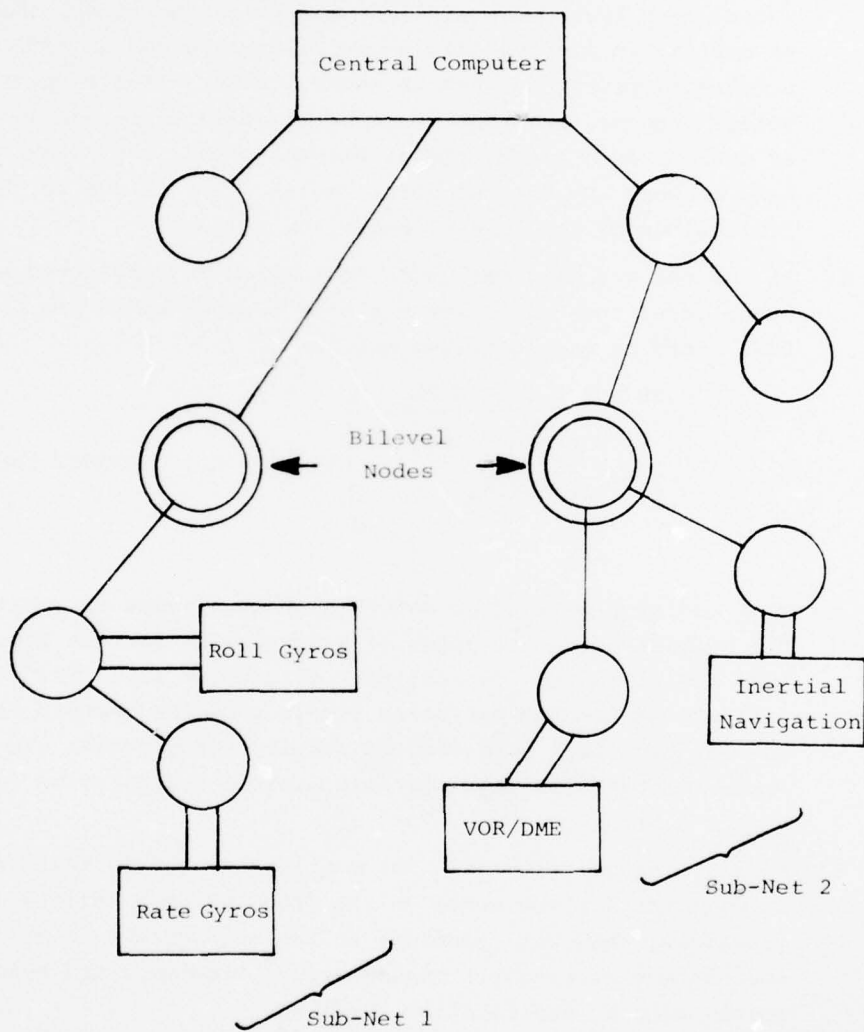 Central Computer
Bilevel
Nodes
Roll Gyros
Inertial
Navigation
VOR/DME
Sub-Net 2
Rate Gyros
Sub-Net 1